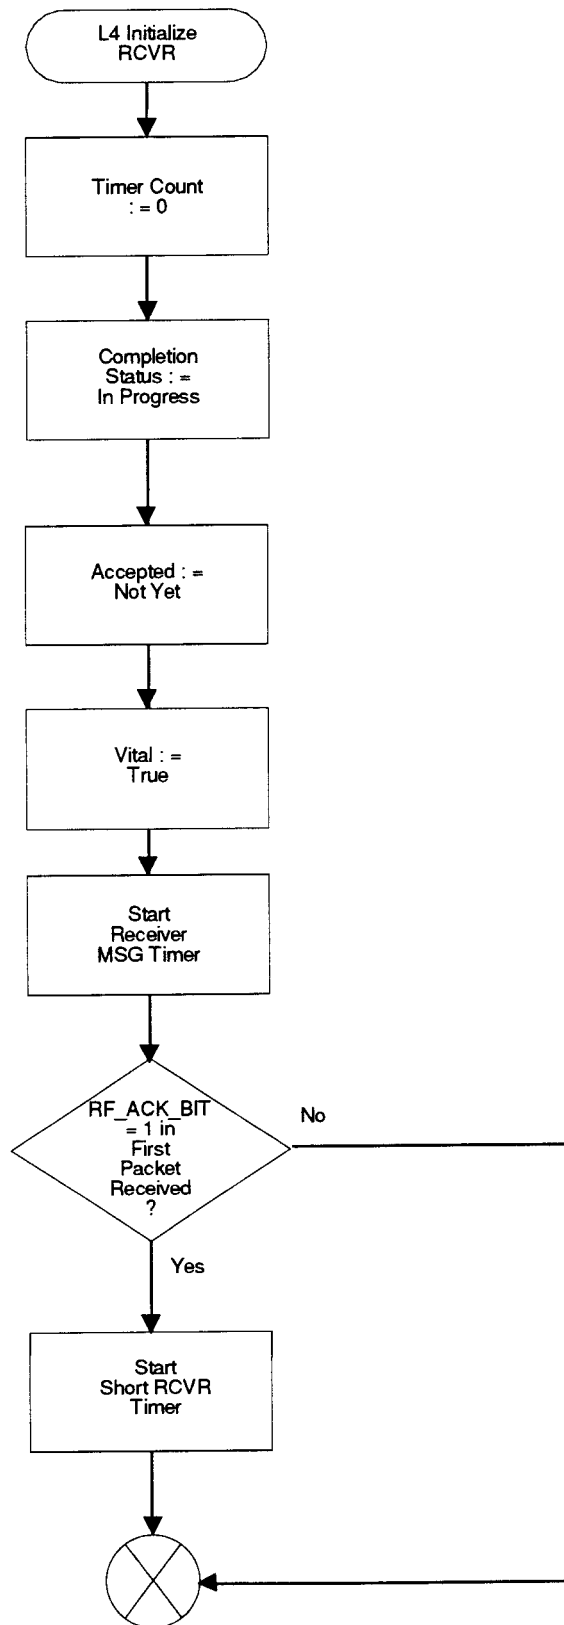 L4 Initialize
RCVR
Timer Count
: = 0
Completion
Status : =
In Progress
Accepted : =
Not Yet
Vital : =
True
Start
Receiver
MSG Timer
RF_ACK_BIT
= 1 in
First
Packet
Received
?
No
Yes
Start
Short RCVR
Timer